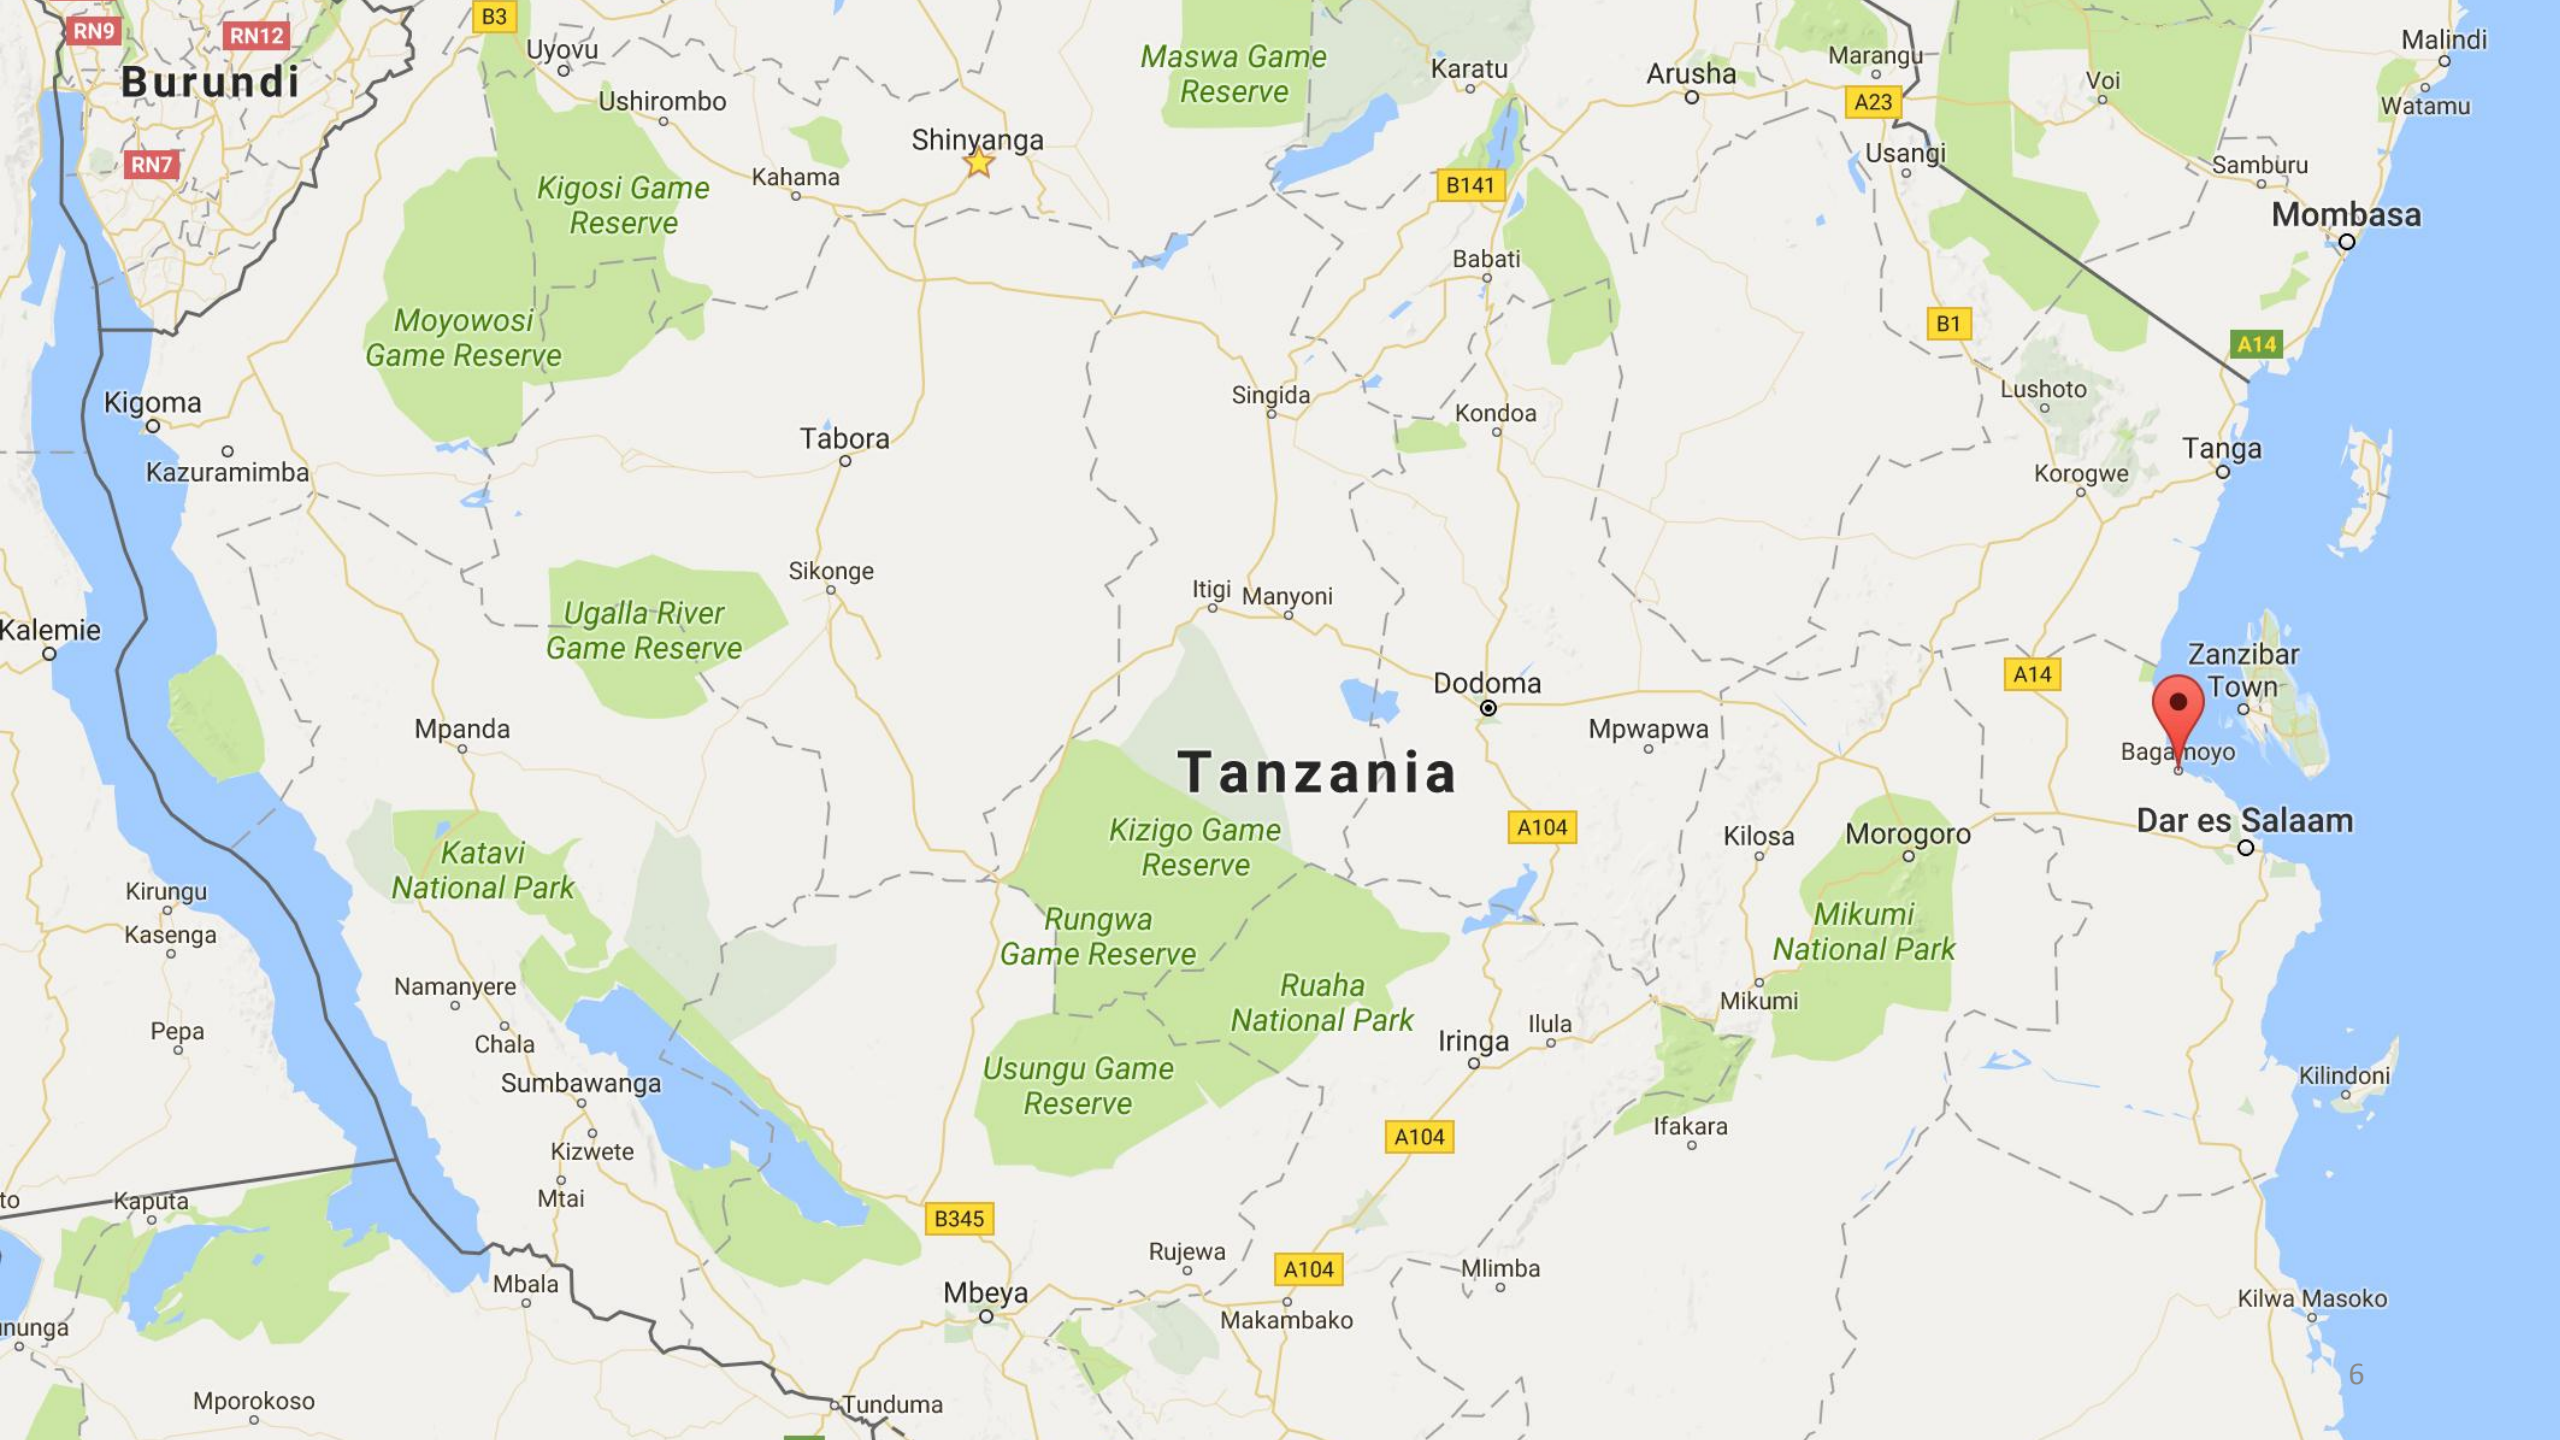 RN9
RN12
B3
Burundi
Uyovu
Maswa Game
Reserve
Karatu
Arusha
Marangu
Malindi
Voi
A23
Watamu
Ushirombo
Shinyanga
RN7
Kigosi Game
Reserve
Kahama
B141
Usangi
Samburu
Mombasa
Babati
Moyowosi
Game Reserve
B1
A14
Kigoma
Singida
Lushoto
Kondoa
Tabora
Tanga
Kazuramimba
Korogwe
Sikonge
Itigi
Manyoni
Ugalla River
Game Reserve
Kalemie
Zanzibar
Town
A14
Dodoma
Mpanda
Mpwapwa
Bagamoyo
Tanzania
Kizigo Game
Reserve
A104
Kilosa
Morogoro
Dar es Salaam
Katavi
National Park
Kirungu
Kasenga
Rungwa
Game Reserve
Mikumi
National Park
Namanyere
Ruaha
National Park
Mikumi
Pepa
Chala
Iringa
Ilula
Usungu Game
Reserve
Sumbawanga
Kilindoni
Kizwete
A104
Ifakara
to
Kaputa
Mtai
B345
Rujewa
A104
Mlimba
Mbala
Mbeya
Makambako
Kilwa Masoko
nunga
6
Mporokoso
Tunduma